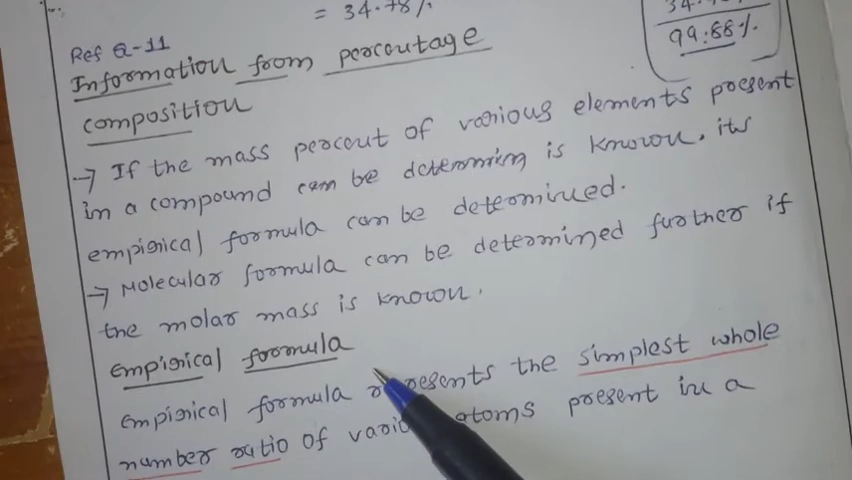 = 34.78%
99.88%
Ref Q-11
Information from percentage
composition
→ If the mass percent of various elements present
in a compound can be determing is known, its
empirical formula can be determined.
→ Molecular formula can be determined further if
the molar mass is known.
Empirical formula
Empirical formula represents the simplest whole
number ratio of atoms present in a